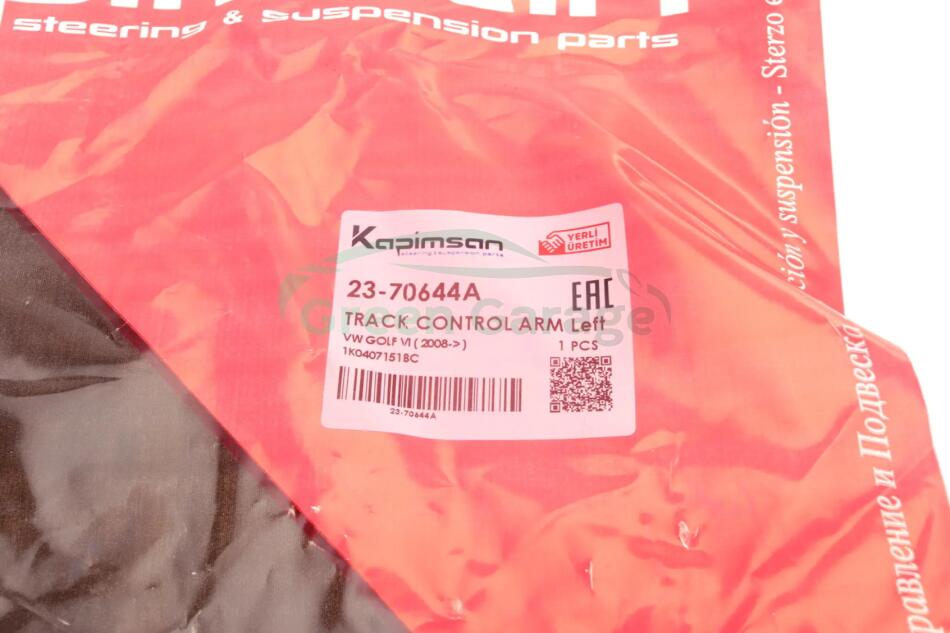 steering & suspension parts
Kapimsan
steering & suspension parts
YERLİ
ÜRETİM
23-70644A
EAC
TRACK CONTROL ARM Left
VW GOLF VI ( 2008-> )
1 PCS
1K0407151BC
23-70644A
Green Garage
ción y suspensión - Sterzo e
равление и Подвеска